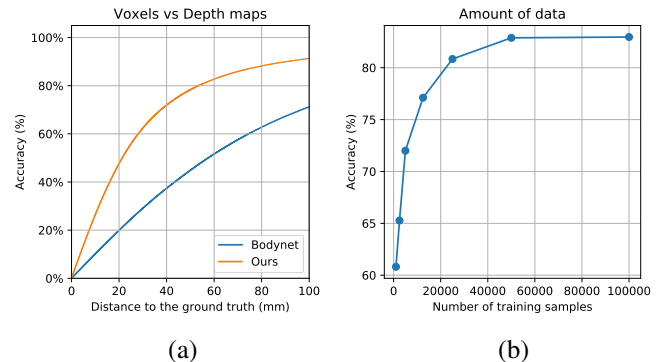 Voxels vs Depth maps
100%
80%
60%
40%
20%
0%
Accuracy (%)
0 20 40 60 80 100
Distance to the ground truth (mm)
Bodynet
Ours
(a)
Amount of data
80
75
70
65
60
Accuracy (%)
0 20000 40000 60000 80000 100000
Number of training samples
(b)